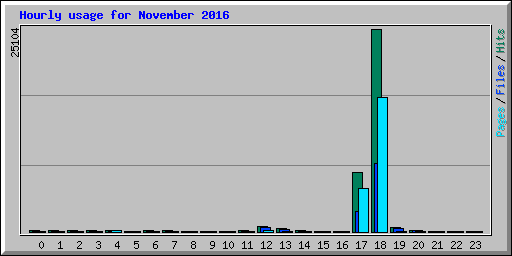 Hourly usage for November 2016
25104
Pages/Files/Hits
0 1 2 3 4 5 6 7 8 9 10 11 12 13 14 15 16 17 18 19 20 21 22 23